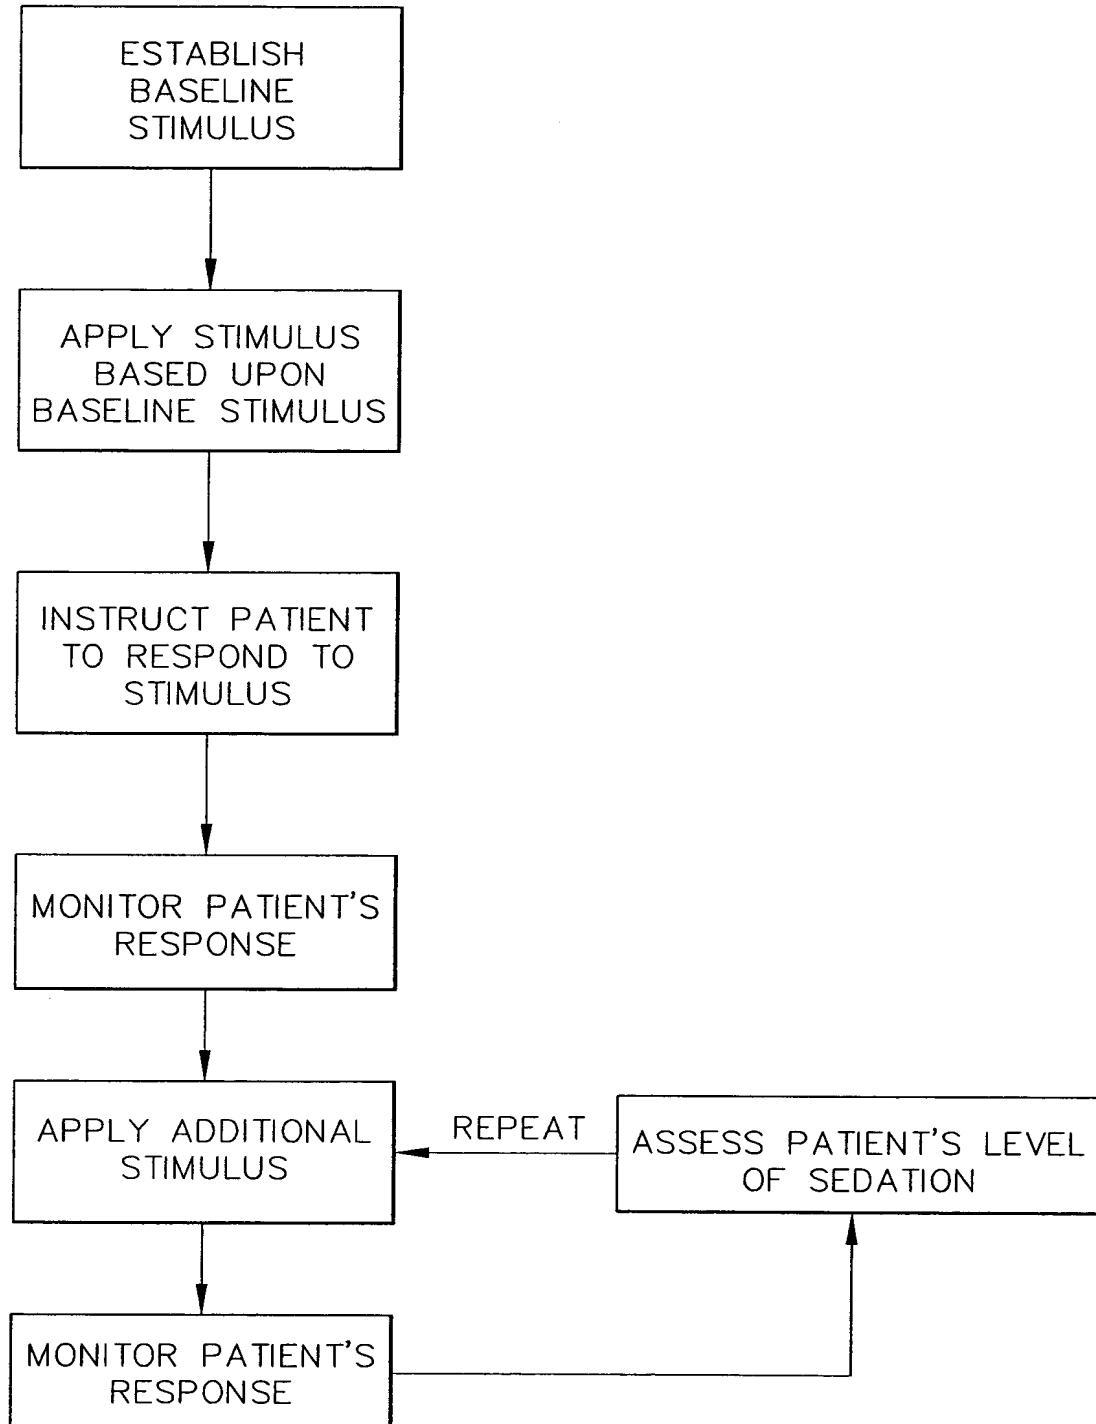 ESTABLISH
BASELINE
STIMULUS
APPLY STIMULUS
BASED UPON
BASELINE STIMULUS
INSTRUCT PATIENT
TO RESPOND TO
STIMULUS
MONITOR PATIENT'S
RESPONSE
APPLY ADDITIONAL
STIMULUS
REPEAT
ASSESS PATIENT'S LEVEL
OF SEDATION
MONITOR PATIENT'S
RESPONSE